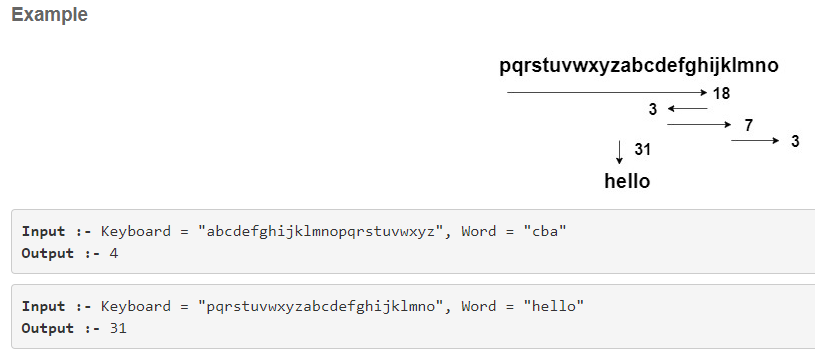 Example
pqrstuvwxyzabcdefghijklmno
18
3
7
3
31
hello
Input :- Keyboard = "abcdefghijklmnopqrstuvwxyz", Word = "cba"
Output :- 4
Input :- Keyboard = "pqrstuvwxyzabcdefghijklmno", Word = "hello"
Output :- 31